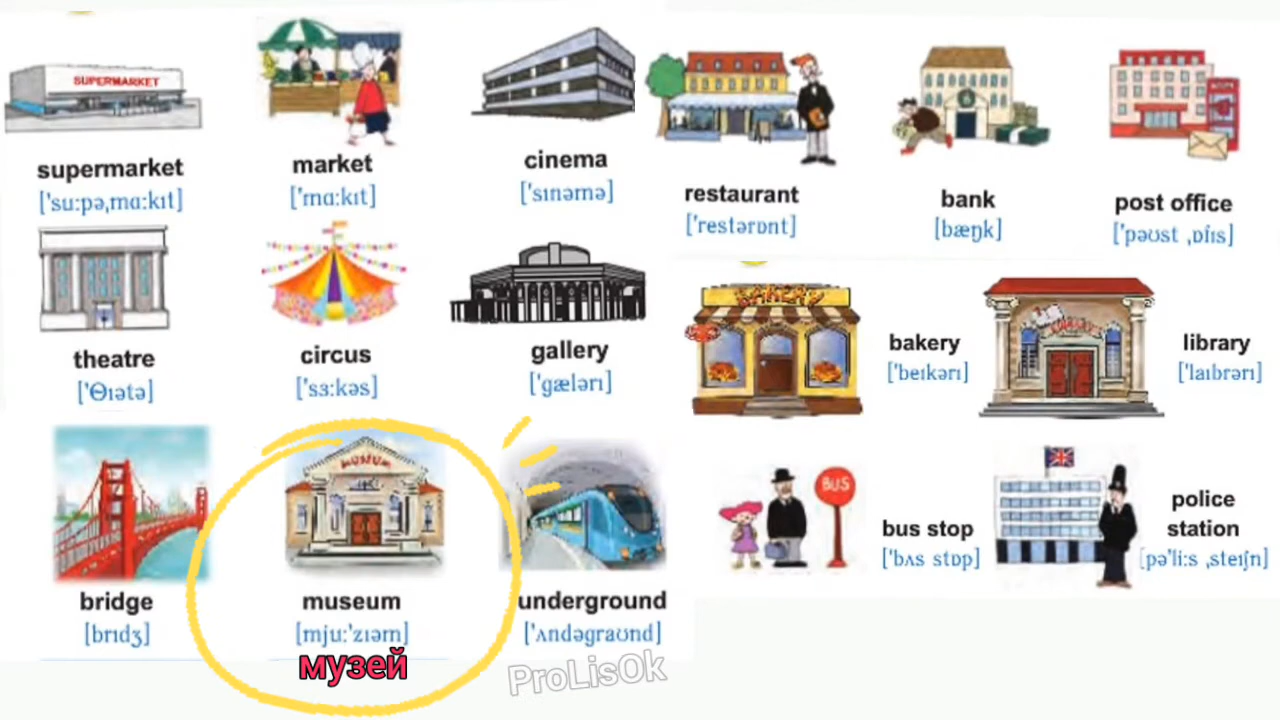 SUPERMARKET
supermarket
['su:pə,mɑ:kɪt]
market
['mɑ:kɪt]
cinema
['sɪnəmə]
restaurant
['restərɒnt]
bank
[bæŋk]
post office
['pəʊst ,ɒfɪs]
theatre
['Θɪətə]
circus
['sɜ:kəs]
gallery
['gælərɪ]
BAKERY
bakery
['beɪkərɪ]
LIBRARY
library
['laɪbrərɪ]
bridge
[brɪdʒ]
MUSEUM
museum
[mju:'zɪəm]
музей
underground
['ʌndəgraʊnd]
BUS
bus stop
['bʌs stɒp]
police
station
[pə'li:s ,steɪʃn]
ProLisOk